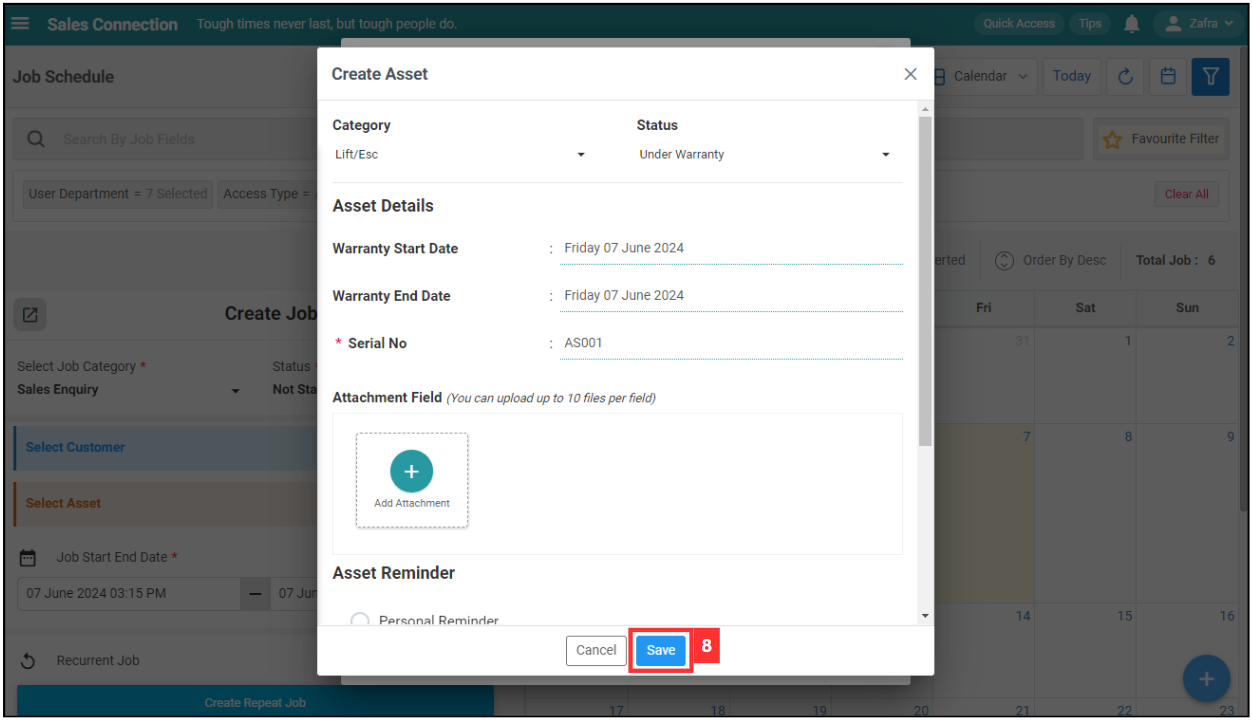 Sales Connection Tough times never last, but tough people do. Quick Access Tips Zafra
Job Schedule Calendar Today
Search By Job Fields Favourite Filter
User Department = 7 Selected Access Type = Clear All
Order By Desc Total Job : 6
Create Job Fri Sat Sun
31 1 2
Select Job Category * Status *
Sales Enquiry
Select Customer 7 8 9
Select Asset
Job Start End Date *
07 June 2024 03:15 PM — 07
14 15 16
Recurrent Job
Create Repeat Job
17 18 19 20 21 22 23
Create Asset
Category Status
Lift/Esc Under Warranty
Asset Details
Warranty Start Date : Friday 07 June 2024
Warranty End Date : Friday 07 June 2024
* Serial No : AS001
Attachment Field (You can upload up to 10 files per field)
Add Attachment
Asset Reminder
Personal Reminder
Cancel Save 8